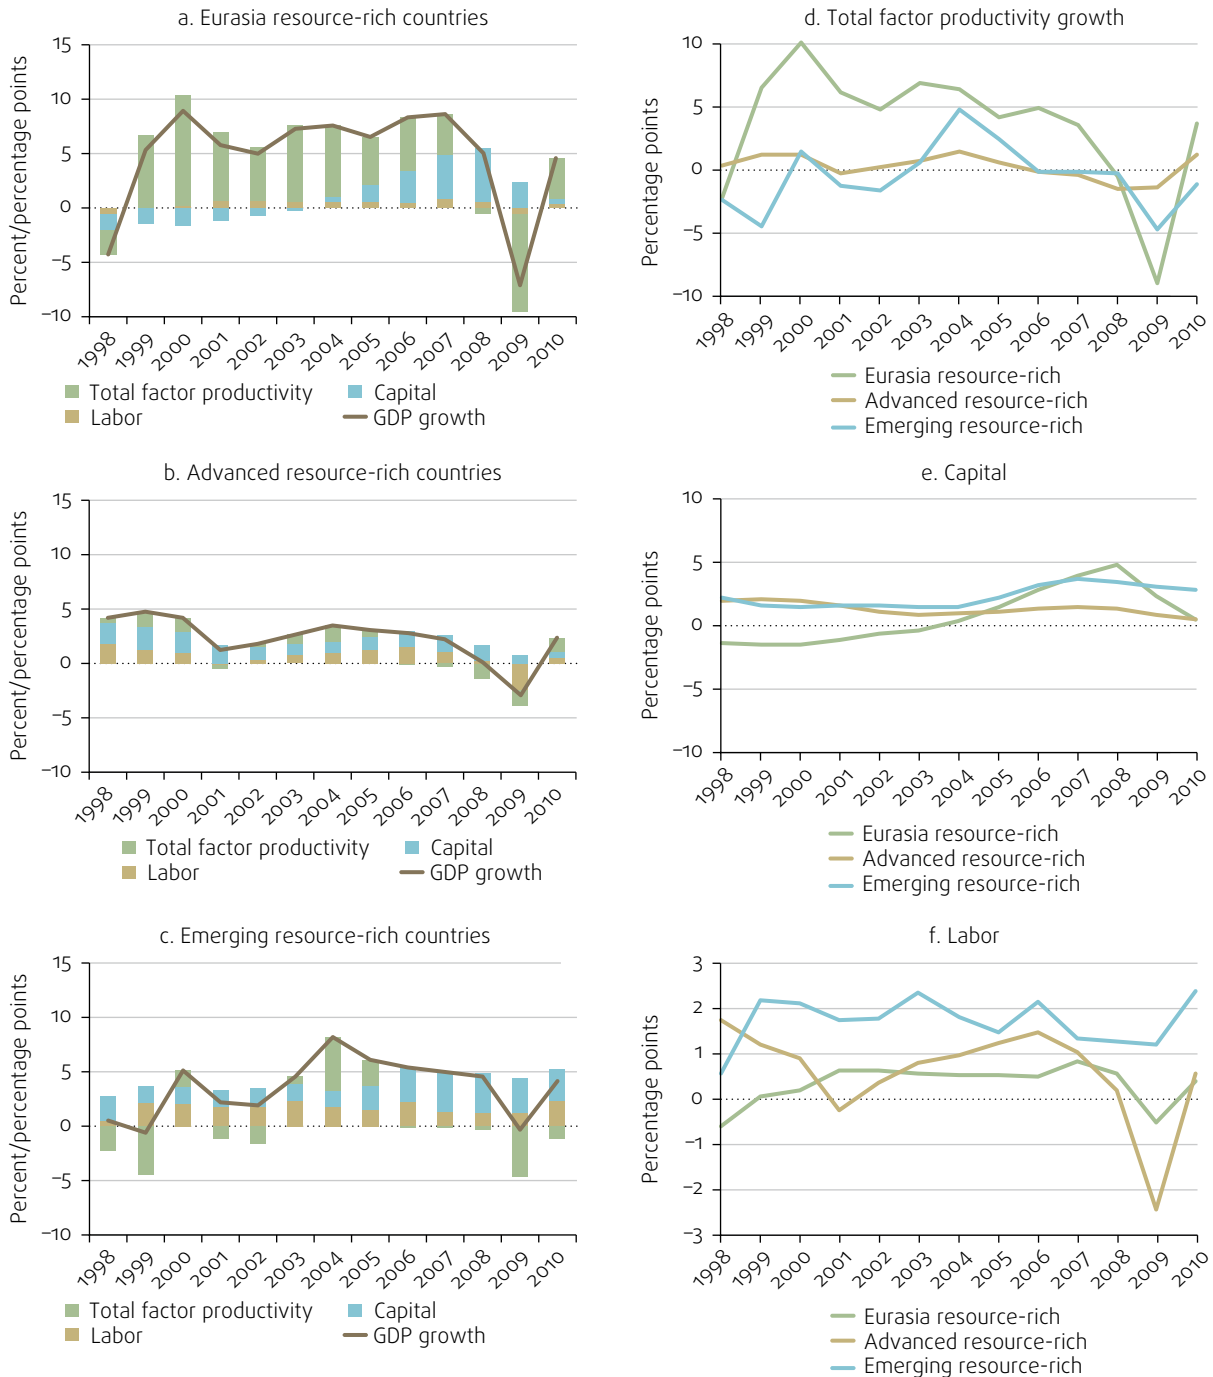 a. Eurasia resource-rich countries
Percent/percentage points
15
10
5
0
–5
–10
1998 1999 2000 2001 2002 2003 2004 2005 2006 2007 2008 2009 2010
Total factor productivity Capital
Labor GDP growth
b. Advanced resource-rich countries
Percent/percentage points
15
10
5
0
–5
–10
1998 1999 2000 2001 2002 2003 2004 2005 2006 2007 2008 2009 2010
Total factor productivity Capital
Labor GDP growth
c. Emerging resource-rich countries
Percent/percentage points
15
10
5
0
–5
–10
1998 1999 2000 2001 2002 2003 2004 2005 2006 2007 2008 2009 2010
Total factor productivity Capital
Labor GDP growth
d. Total factor productivity growth
Percentage points
10
5
0
–5
–10
1998 1999 2000 2001 2002 2003 2004 2005 2006 2007 2008 2009 2010
Eurasia resource-rich
Advanced resource-rich
Emerging resource-rich
e. Capital
Percentage points
10
5
0
–5
–10
1998 1999 2000 2001 2002 2003 2004 2005 2006 2007 2008 2009 2010
Eurasia resource-rich
Advanced resource-rich
Emerging resource-rich
f. Labor
Percentage points
3
2
1
0
–1
–2
–3
1998 1999 2000 2001 2002 2003 2004 2005 2006 2007 2008 2009 2010
Eurasia resource-rich
Advanced resource-rich
Emerging resource-rich